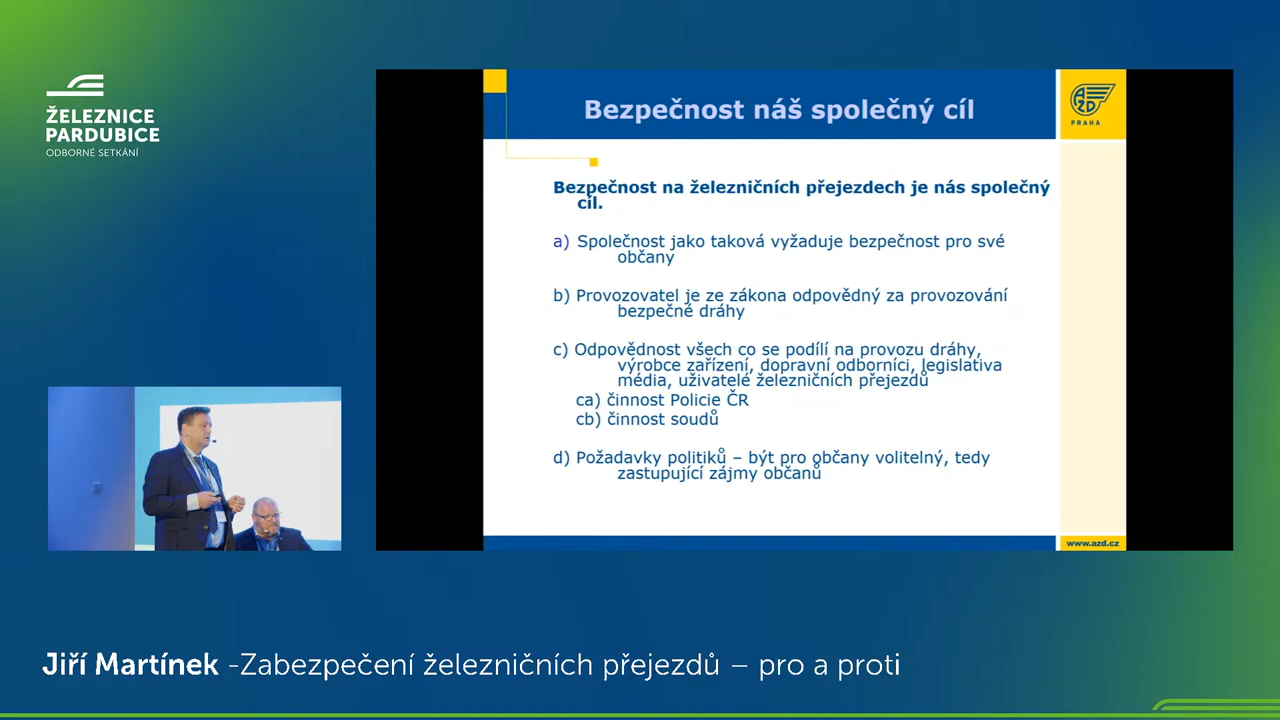 ŽELEZNICE
PARDUBICE
ODBORNÉ SETKÁNÍ
Bezpečnost náš společný cíl
AŽD
PRAHA
Bezpečnost na železničních přejezdech je nás společný
cíl.
a) Společnost jako taková vyžaduje bezpečnost pro své
občany
b) Provozovatel je ze zákona odpovědný za provozování
bezpečné dráhy
c) Odpovědnost všech co se podílí na provozu dráhy,
výrobce zařízení, dopravní odborníci, legislativa
média, uživatelé železničních přejezdů
ca) činnost Policie ČR
cb) činnost soudů
d) Požadavky politiků – být pro občany volitelný, tedy
zastupující zájmy občanů
www.azd.cz
Jiří Martínek -Zabezpečení železničních přejezdů – pro a proti